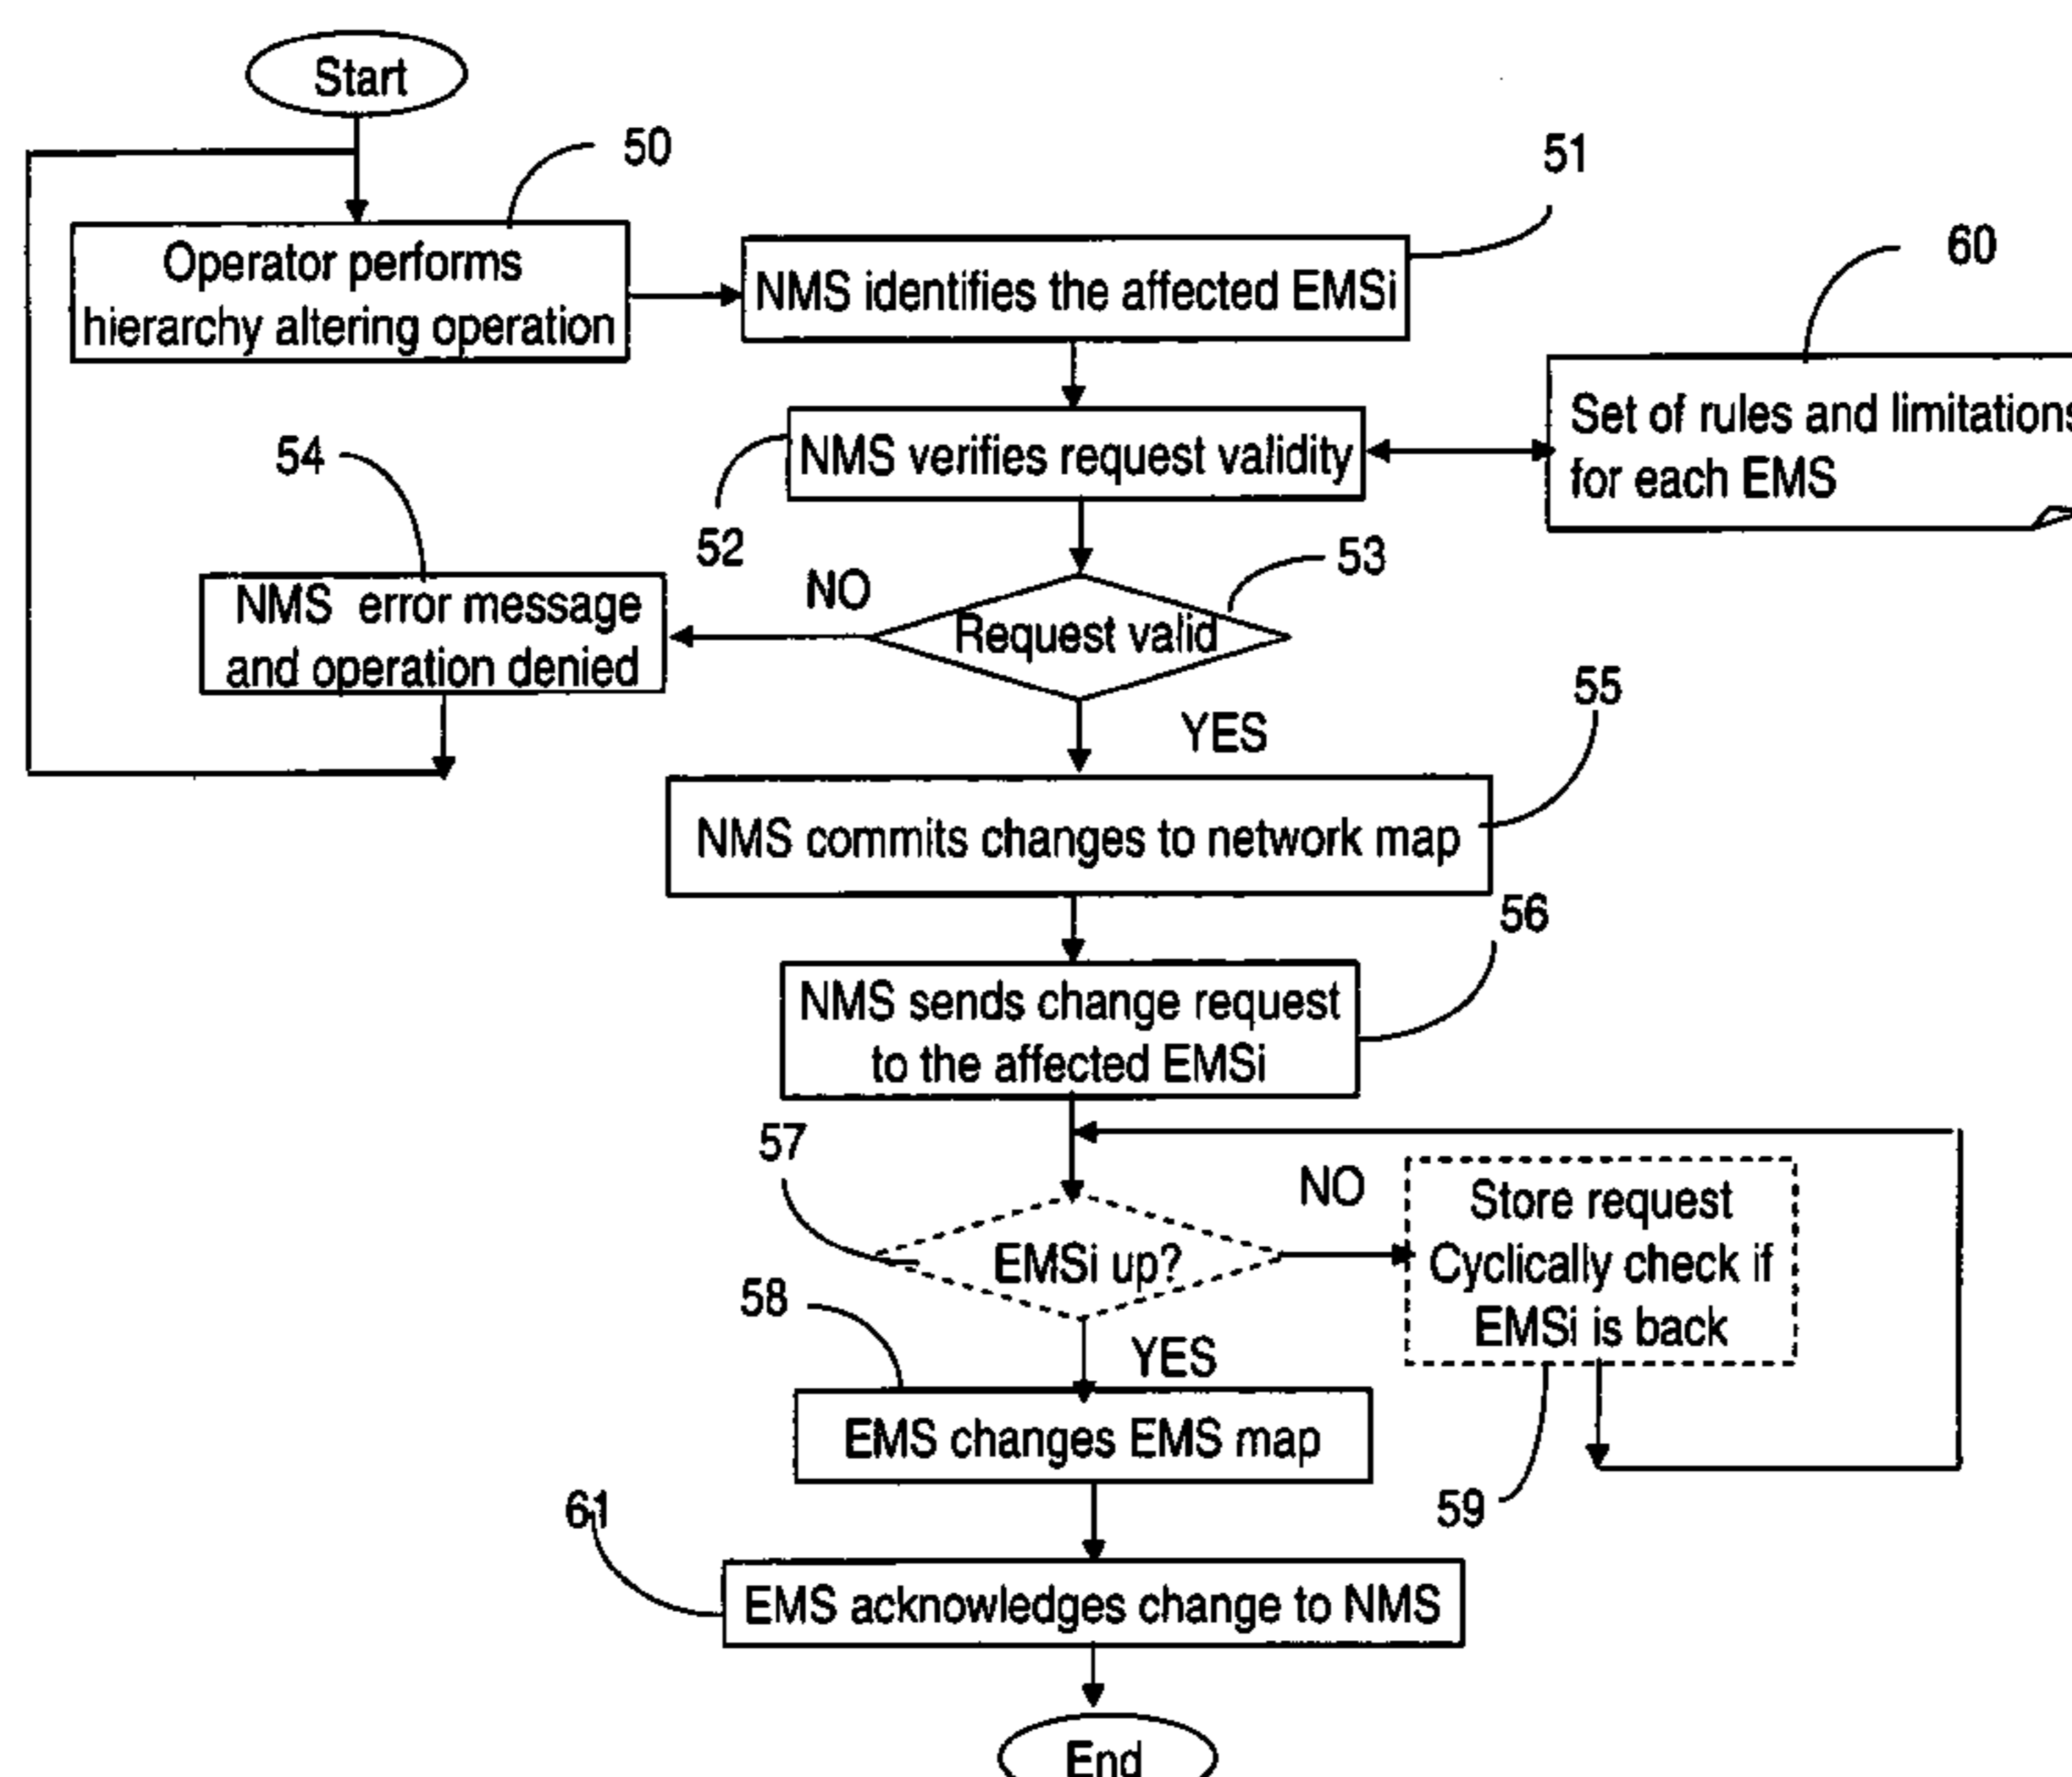 Start
50
51
Operator performs
hierarchy altering operation
NMS identifies the affected EMSi
60
Set of rules and limitations
for each EMS
NMS verifies request validity
52
54
53
NO
Request valid
NMS error message
and operation denied
YES
55
NMS commits changes to network map
56
NMS sends change request
to the affected EMSi
57
NO
EMSi up?
Store request
Cyclically check if
EMSi is back
58
YES
EMS changes EMS map
59
61
EMS acknowledges change to NMS
End